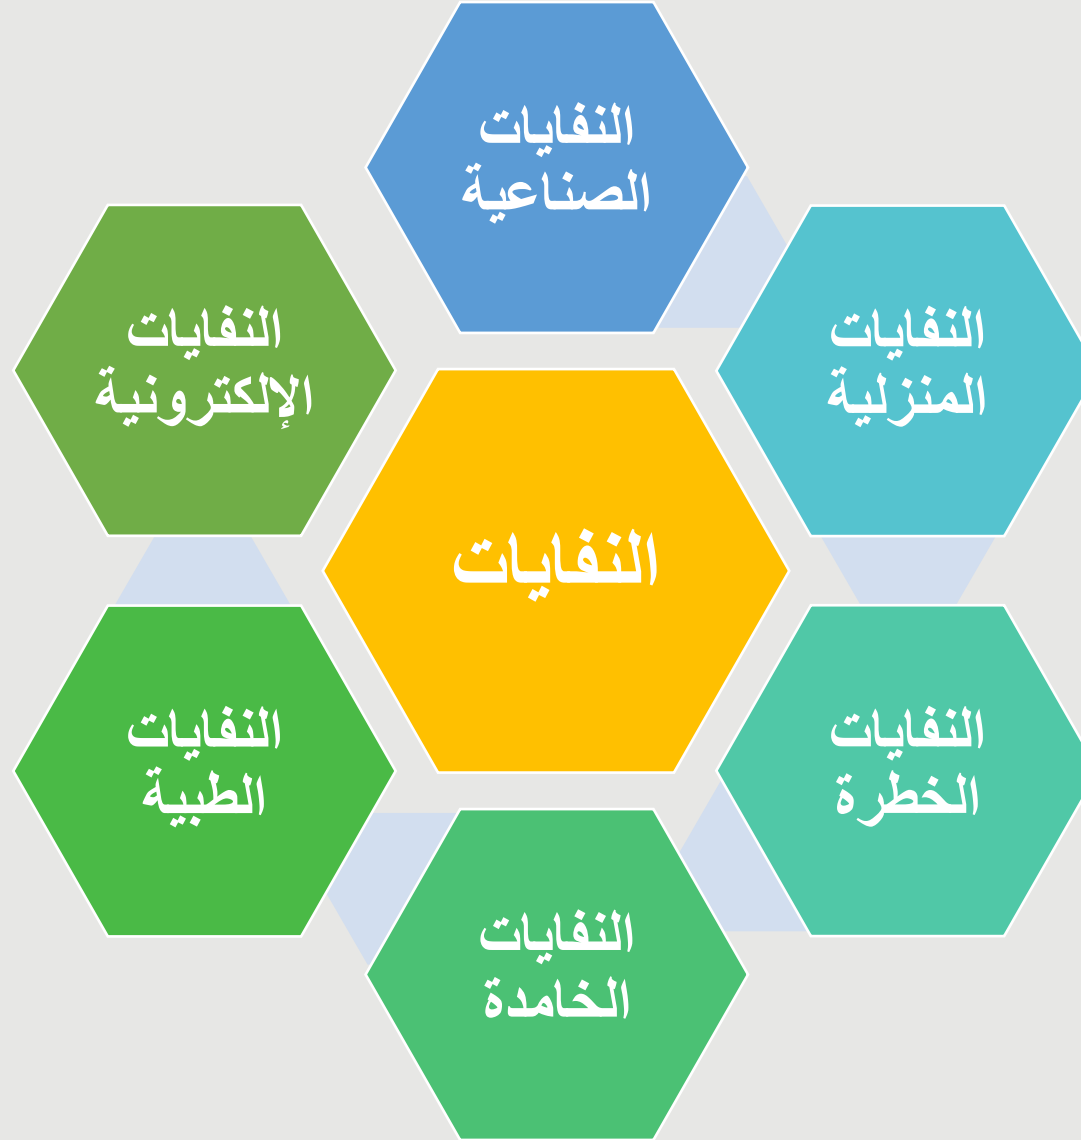 النفايات
الصناعية
النفايات
المنزلية
النفايات
الإلكترونية
النفايات
النفايات
الخطرة
النفايات
الطبية
النفايات
الخامدة